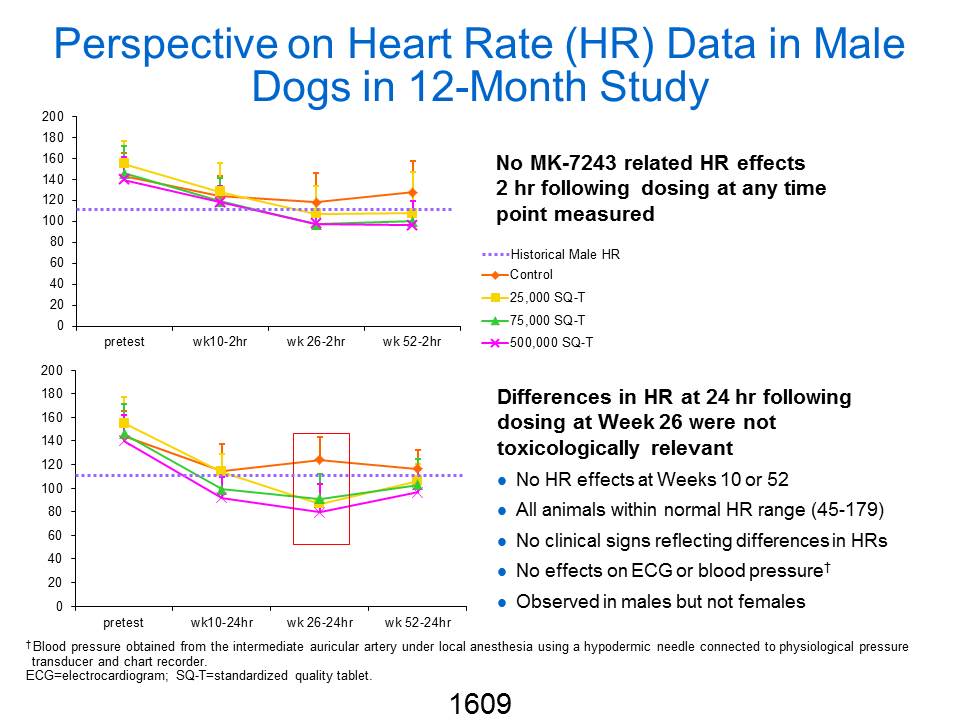 Perspective on Heart Rate (HR) Data in Male
Dogs in 12-Month Study
200
180
160
140
120
100
80
60
40
20
0
pretest wk10-2hr wk 26-2hr wk 52-2hr
No MK-7243 related HR effects
2 hr following dosing at any time
point measured
Historical Male HR
Control
25,000 SQ-T
75,000 SQ-T
500,000 SQ-T
200
180
160
140
120
100
80
60
40
20
0
pretest wk10-24hr wk 26-24hr wk 52-24hr
Differences in HR at 24 hr following
dosing at Week 26 were not
toxicologically relevant
● No HR effects at Weeks 10 or 52
● All animals within normal HR range (45-179)
● No clinical signs reflecting differences in HRs
● No effects on ECG or blood pressure†
● Observed in males but not females
†Blood pressure obtained from the intermediate auricular artery under local anesthesia using a hypodermic needle connected to physiological pressure
transducer and chart recorder.
ECG=electrocardiogram; SQ-T=standardized quality tablet.
1609